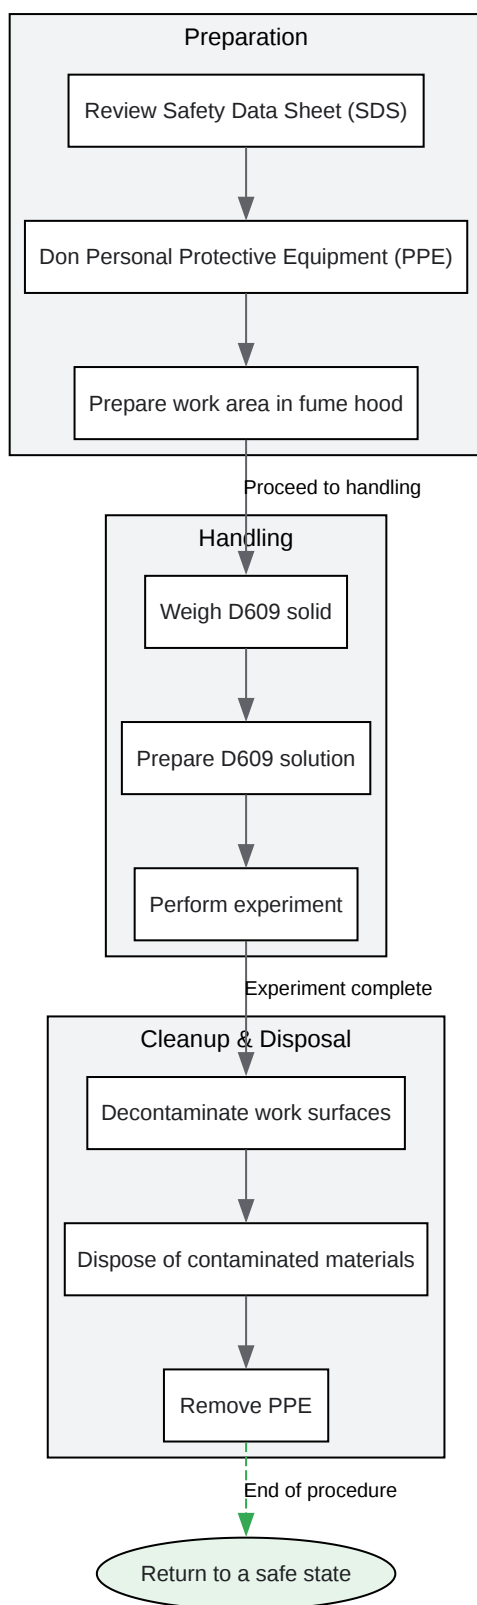 Preparation
Review Safety Data Sheet (SDS)
Don Personal Protective Equipment (PPE)
Prepare work area in fume hood
Proceed to handling
Handling
Weigh D609 solid
Prepare D609 solution
Perform experiment
Experiment complete
Cleanup & Disposal
Decontaminate work surfaces
Dispose of contaminated materials
Remove PPE
End of procedure
Return to a safe state